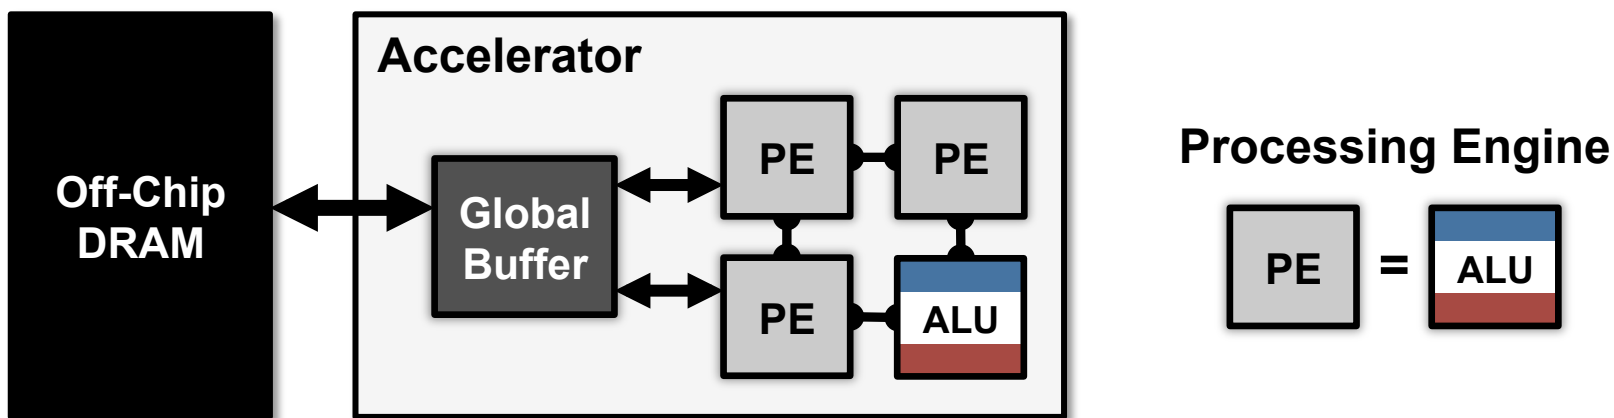 Off-Chip
DRAM
Accelerator
Global
Buffer
PE
PE
PE
ALU
Processing Engine
PE
=
ALU